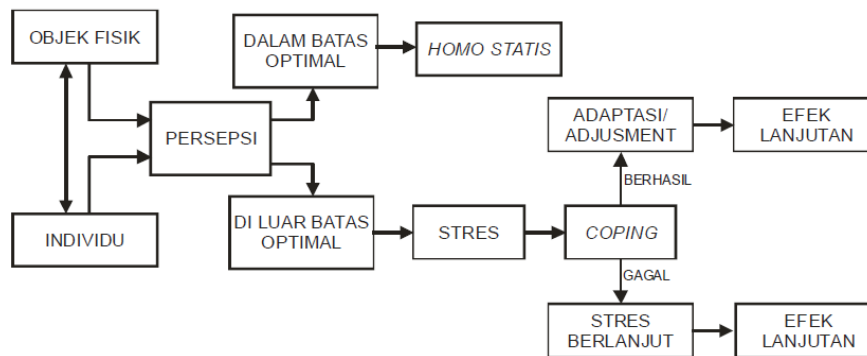 OBJEK FISIK
DALAM BATAS
OPTIMAL
HOMO STATIS
PERSEPSI
ADAPTASI/
ADJUSMENT
EFEK
LANJUTAN
BERHASIL
INDIVIDU
DI LUAR BATAS
OPTIMAL
STRES
COPING
GAGAL
STRES
BERLANJUT
EFEK
LANJUTAN